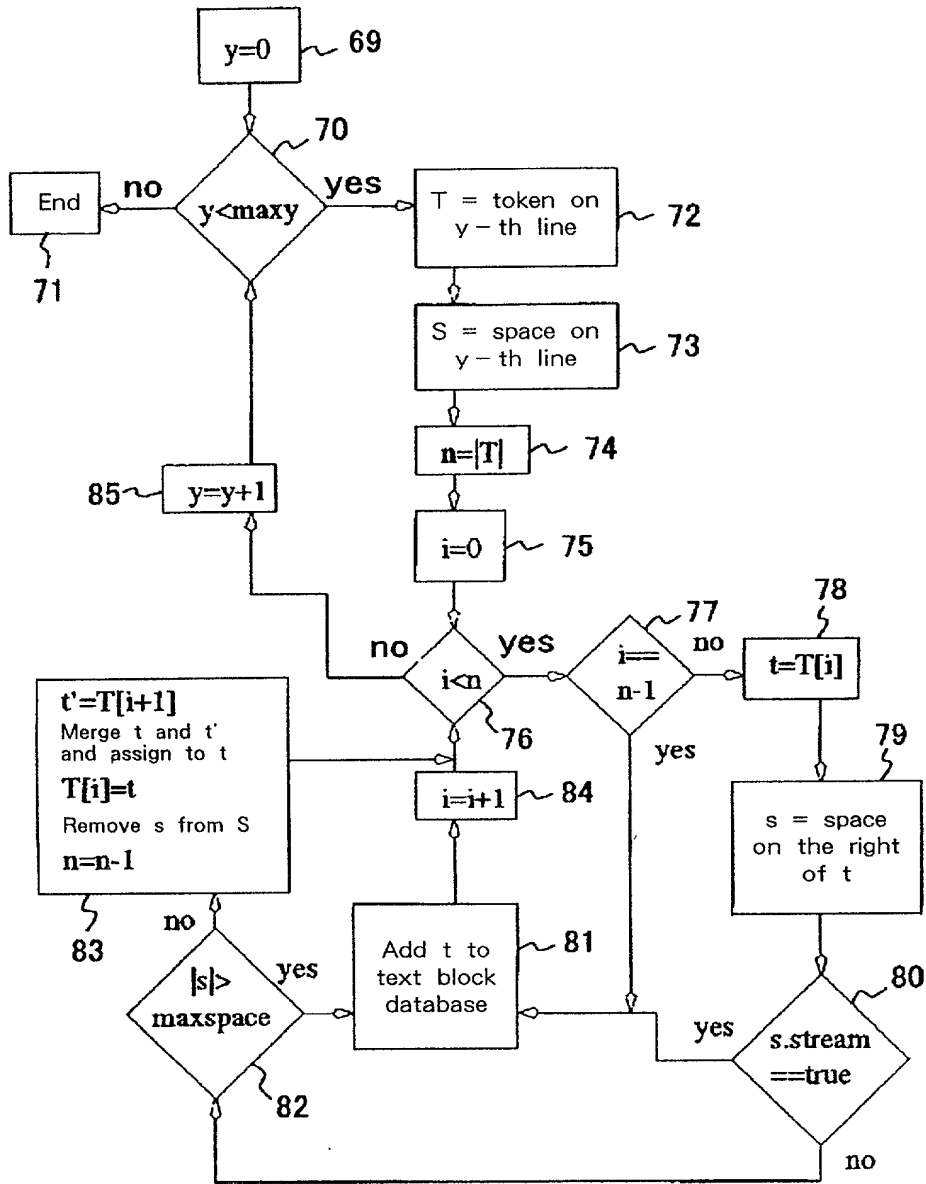 y=0
69
70
no
yes
End
y<maxy
T = token on
y-th line
72
71
S = space on
y-th line
73
n=|T|
74
85
y=y+1
i=0
75
78
77
no
yes
no
i==
n-1
t=T[i]
i<n
76
t'=T[i+1]
Merge t and t'
and assign to t
T[i]=t
Remove s from S
n=n-1
yes
79
i=i+1
84
s = space
on the right
of t
83
no
81
Add t to
text block
database
80
|s|>
maxspace
yes
yes
s.stream
==true
82
no